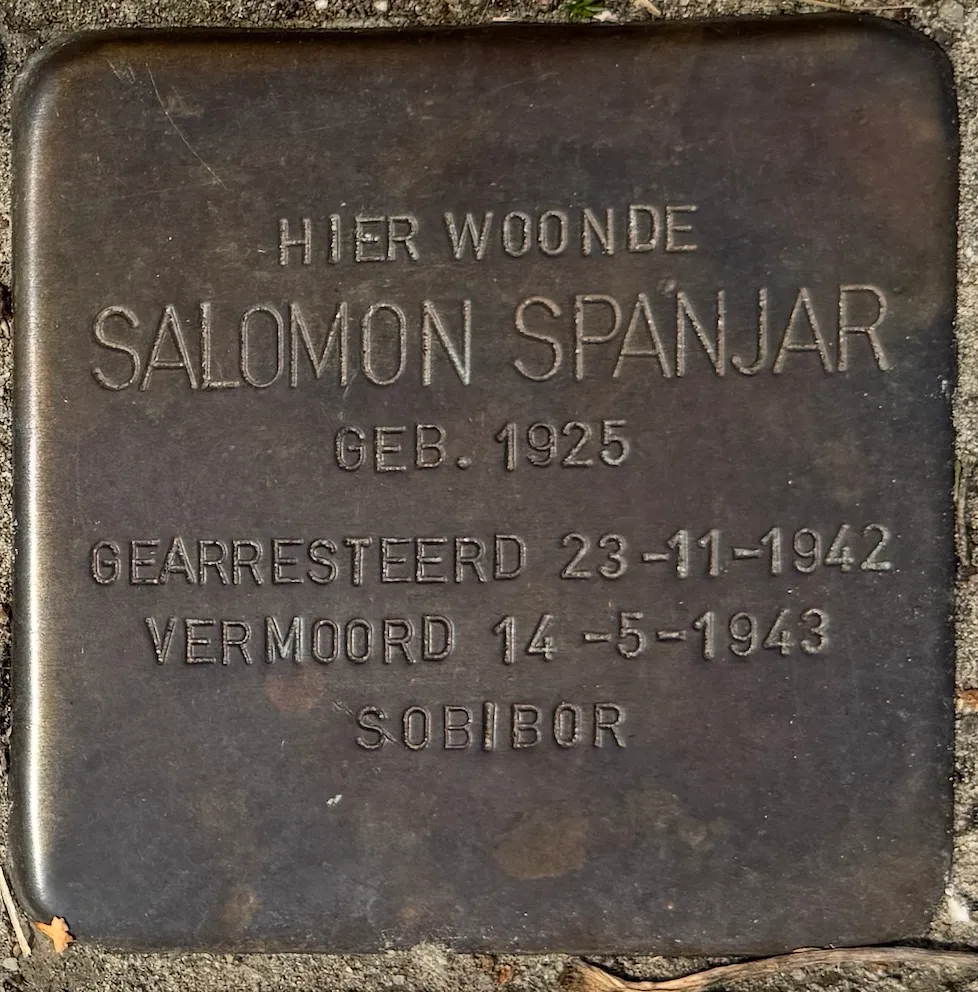 HIER WOONDE
SALOMON SPANJAR
GEB. 1925
GEARRESTEERD 23-11-1942
VERMOORD 14-5-1943
SOBIBOR